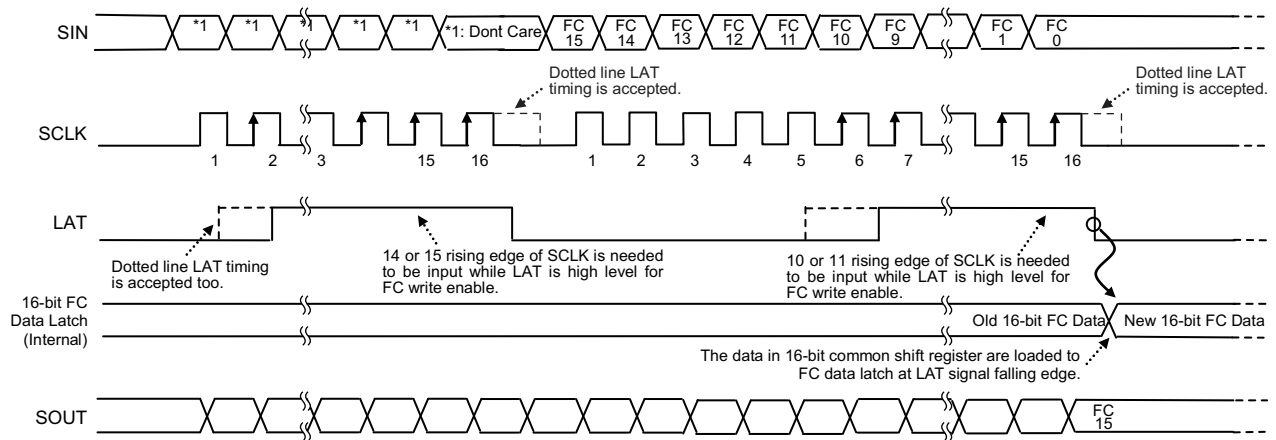 SIN
*1
*1
*1
*1
*1
*1: Dont Care
FC
15
FC
14
FC
13
FC
12
FC
11
FC
10
FC
9
FC
1
FC
0
Dotted line LAT
timing is accepted.
Dotted line LAT
timing is accepted.
SCLK
1
2
3
15
16
1
2
3
4
5
6
7
15
16
LAT
Dotted line LAT timing
is accepted too.
14 or 15 rising edge of SCLK is needed
to be input while LAT is high level for
FC write enable.
10 or 11 rising edge of SCLK is needed
to be input while LAT is high level for
FC write enable.
16-bit FC
Data Latch
(Internal)
Old 16-bit FC Data
New 16-bit FC Data
The data in 16-bit common shift register are loaded to
FC data latch at LAT signal falling edge.
SOUT
FC
15